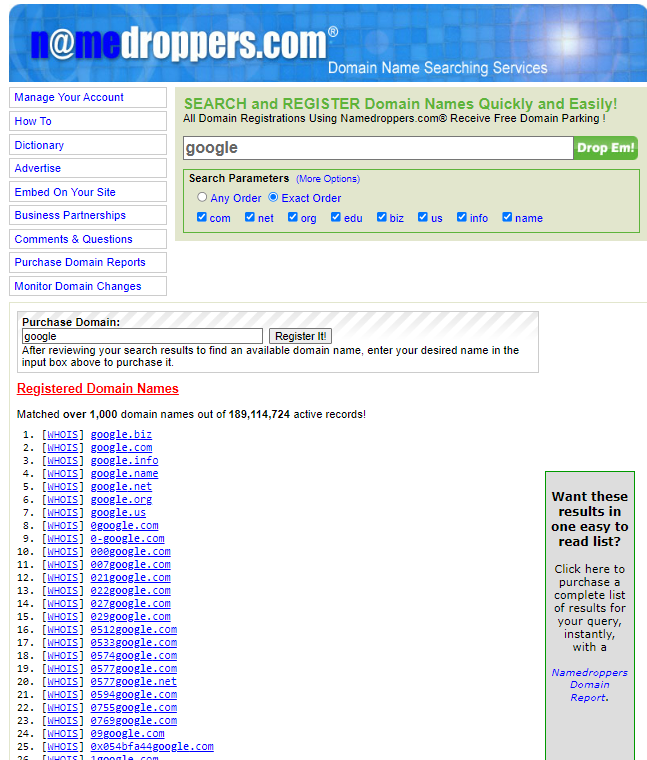 n@medroppers.com®
Domain Name Searching Services
Manage Your Account
How To
Dictionary
Advertise
Embed On Your Site
Business Partnerships
Comments & Questions
Purchase Domain Reports
Monitor Domain Changes
SEARCH and REGISTER Domain Names Quickly and Easily!
All Domain Registrations Using Namedroppers.com® Receive Free Domain Parking !
google Drop Em!
Search Parameters (More Options)
Any Order Exact Order
com net org edu biz us info name
Purchase Domain:
google Register It!
After reviewing your search results to find an available domain name, enter your desired name in the
input box above to purchase it.
Registered Domain Names
Matched over 1,000 domain names out of 189,114,724 active records!
1. [WHOIS] google.biz
2. [WHOIS] google.com
3. [WHOIS] google.info
4. [WHOIS] google.name
5. [WHOIS] google.net
6. [WHOIS] google.org
7. [WHOIS] google.us
8. [WHOIS] 0google.com
9. [WHOIS] 0-google.com
10. [WHOIS] 000google.com
11. [WHOIS] 007google.com
12. [WHOIS] 021google.com
13. [WHOIS] 022google.com
14. [WHOIS] 027google.com
15. [WHOIS] 029google.com
16. [WHOIS] 0512google.com
17. [WHOIS] 0533google.com
18. [WHOIS] 0574google.com
19. [WHOIS] 0577google.com
20. [WHOIS] 0577google.net
21. [WHOIS] 0594google.com
22. [WHOIS] 0755google.com
23. [WHOIS] 0769google.com
24. [WHOIS] 09google.com
25. [WHOIS] 0x054bfa44google.com
26. [WHOIS] 1google.com
Want these
results in
one easy to
read list?
Click here to
purchase a
complete list
of results for
your query,
instantly,
with a
Namedroppers
Domain
Report.